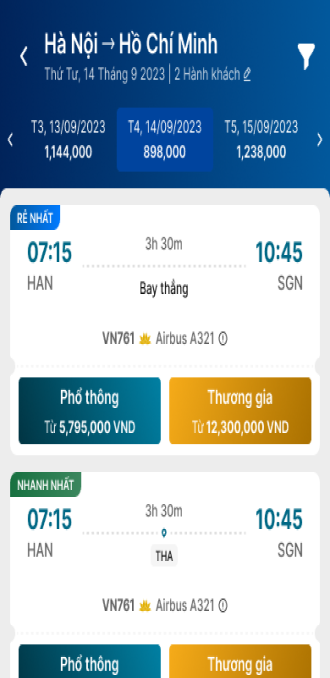 Hà Nội → Hồ Chí Minh
Thứ Tư, 14 Tháng 9 2023 | 2 Hành khách
T3, 13/09/2023 T4, 14/09/2023 T5, 15/09/2023
1,144,000 898,000 1,238,000
RẺ NHẤT
07:15 3h 30m 10:45
HAN Bay thẳng SGN
VN761 Airbus A321
Phổ thông Thương gia
Từ 5,795,000 VND Từ 12,300,000 VND
NHANH NHẤT
07:15 3h 30m 10:45
HAN THA SGN
VN761 Airbus A321
Phổ thông Thương gia